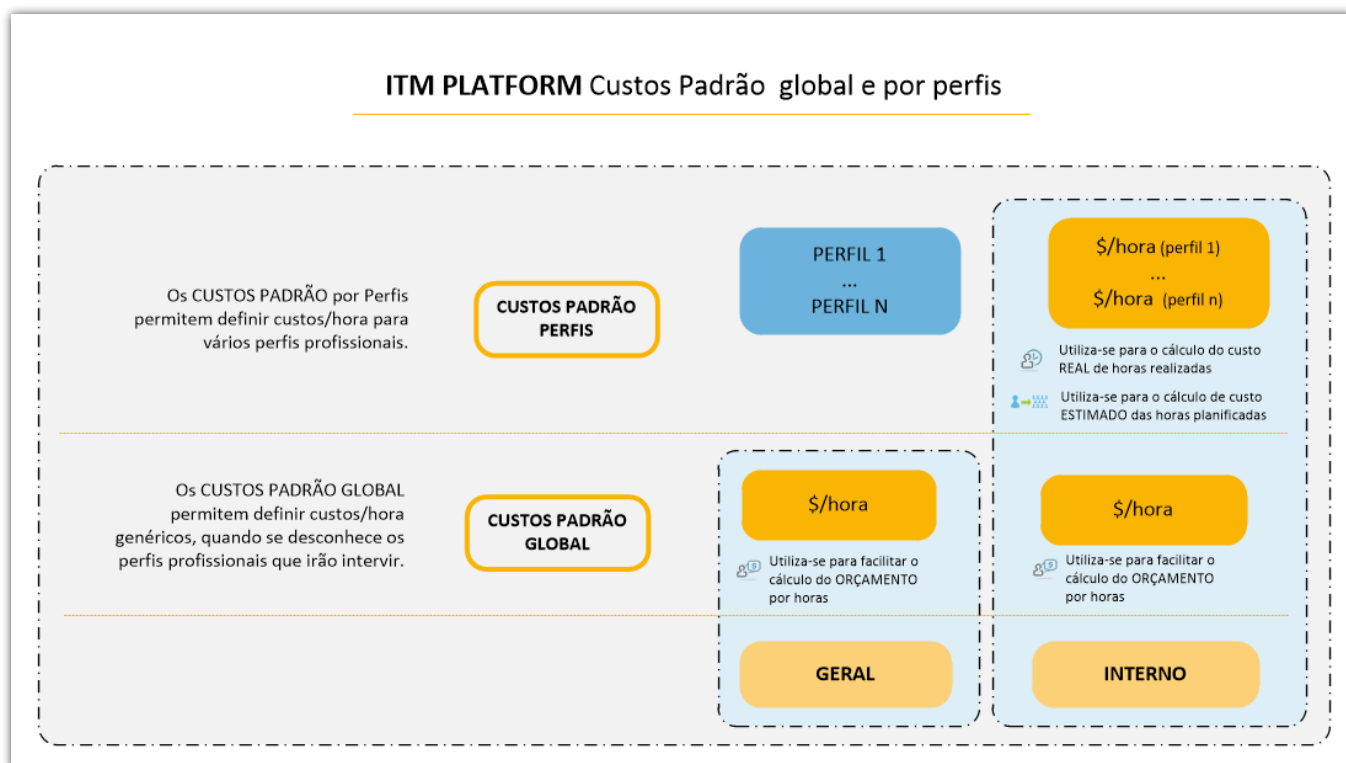 ITM PLATFORM Custos Padrão global e por perfis
Os CUSTOS PADRÃO por Perfis
permitem definir custos/hora para
vários perfis profissionais.
CUSTOS PADRÃO
PERFIS
PERFIL 1
...
PERFIL N
$/hora (perfil 1)
...
$/hora (perfil n)
Utiliza-se para o cálculo do custo
REAL de horas realizadas
Utiliza-se para o cálculo de custo
ESTIMADO das horas planificadas
Os CUSTOS PADRÃO GLOBAL
permitem definir custos/hora
genéricos, quando se desconhece os
perfis profissionais que irão intervir.
CUSTOS PADRÃO
GLOBAL
$/hora
Utiliza-se para facilitar o
cálculo do ORÇAMENTO
por horas
$/hora
Utiliza-se para facilitar o
cálculo do ORÇAMENTO
por horas
GERAL
INTERNO